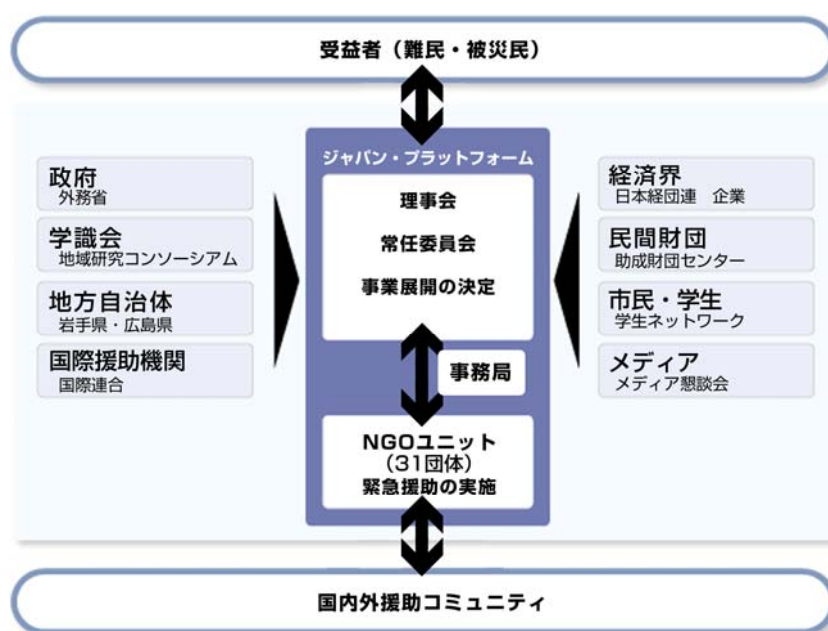 受益者（難民・被災民）
ジャパン・プラットフォーム
理事会
常任委員会
事業展開の決定
事務局
NGOユニット
（31団体）
緊急援助の実施
政府
外務省
学識会
地域研究コンソーシアム
地方自治体
岩手県・広島県
国際援助機関
国際連合
経済界
日本経団連　企業
民間財団
助成財団センター
市民・学生
学生ネットワーク
メディア
メディア懇談会
国内外援助コミュニティ